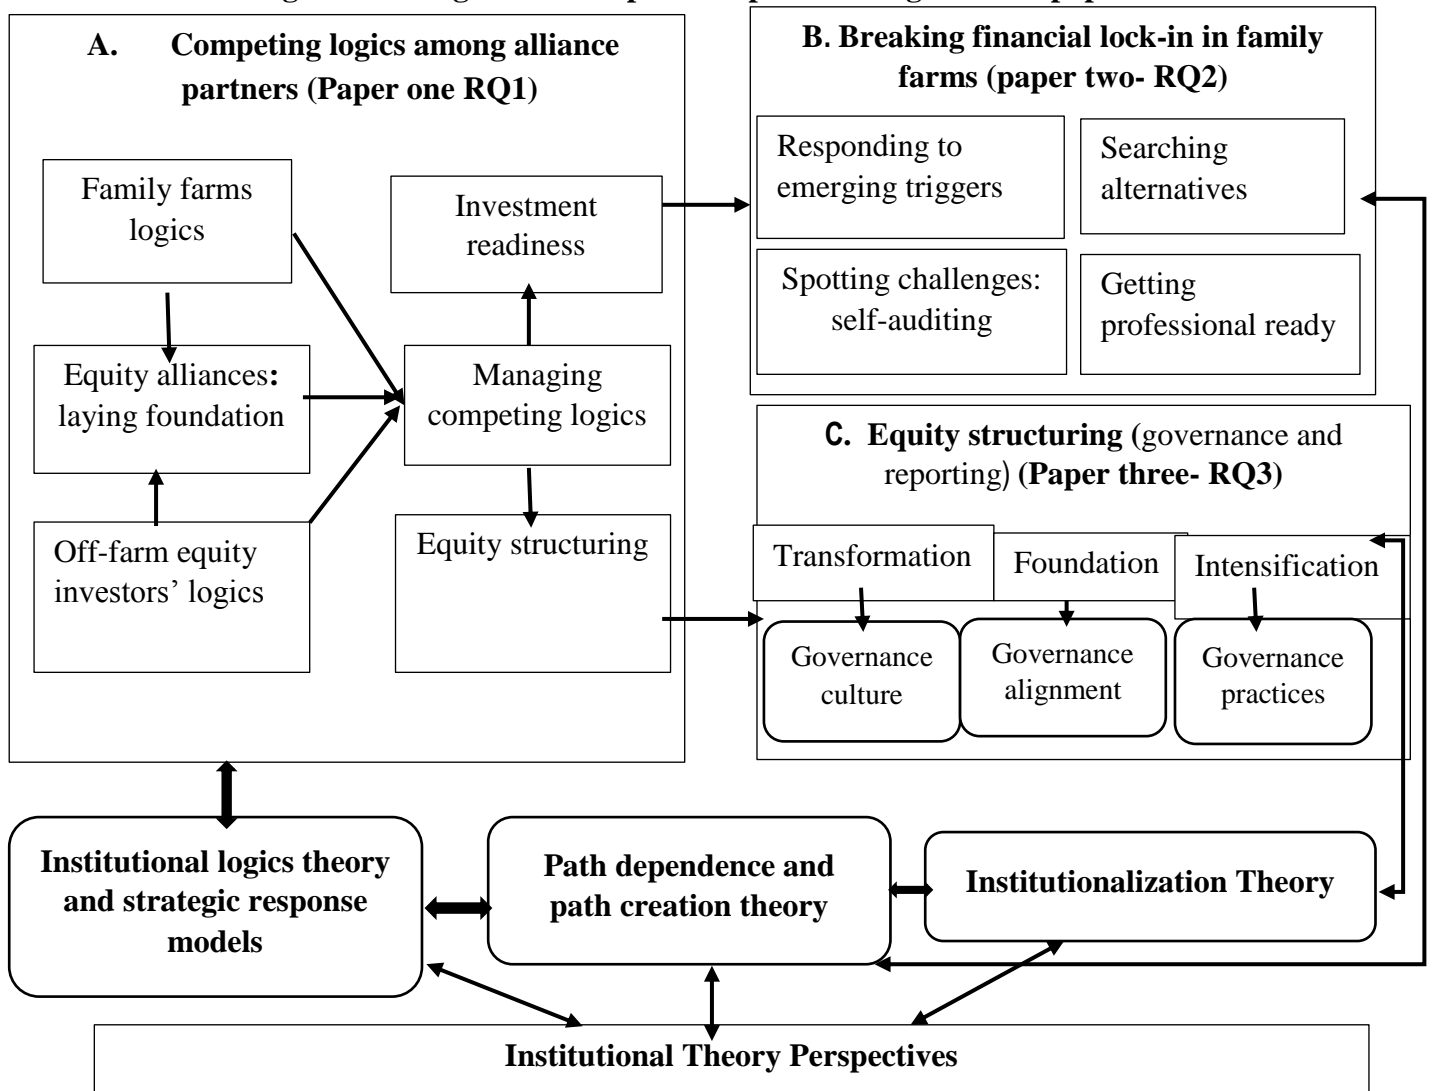 A. Competing logics among alliance
partners (Paper one RQ1)
Family farms
logics
Investment
readiness
Equity alliances:
laying foundation
Managing
competing logics
Off-farm equity
investors’ logics
Equity structuring
B. Breaking financial lock-in in family
farms (paper two- RQ2)
Responding to
emerging triggers
Searching
alternatives
Spotting challenges:
self-auditing
Getting
professional ready
C. Equity structuring (governance and
reporting) (Paper three- RQ3)
Transformation
Foundation
Intensification
Governance
culture
Governance
alignment
Governance
practices
Institutional logics theory
and strategic response
models
Path dependence and
path creation theory
Institutionalization Theory
Institutional Theory Perspectives